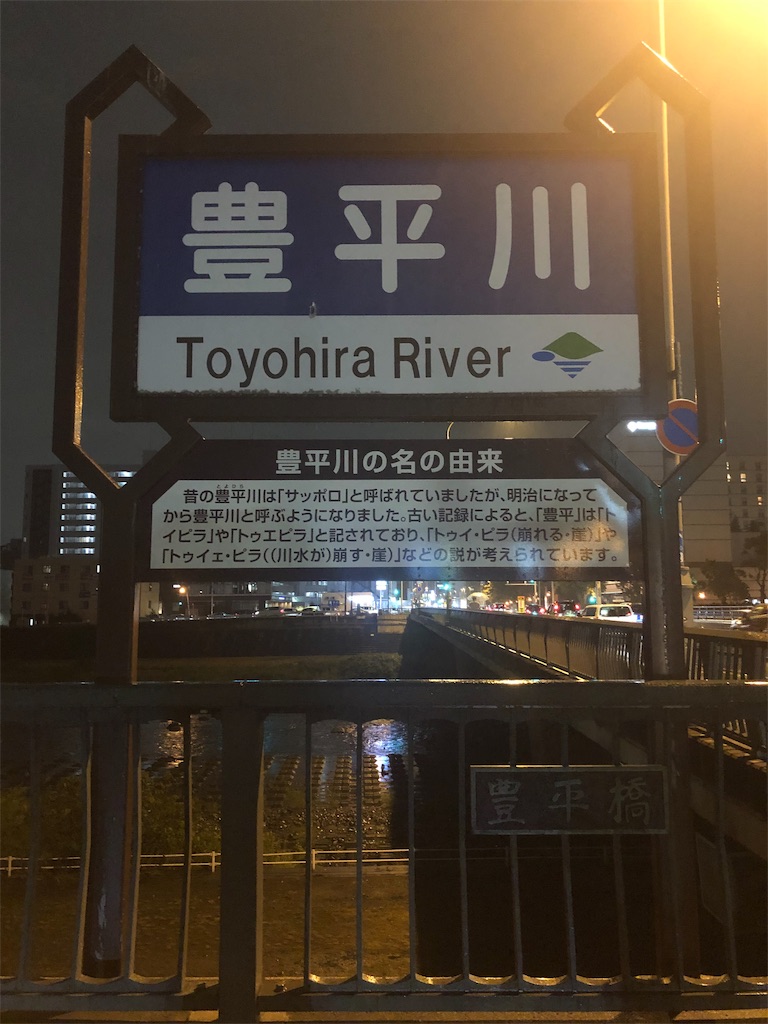 豊平川
Toyohira River
豊平川の名の由来
とよひら
昔の豊平川は「サッポロ」と呼ばれていましたが、明治になって
から豊平川と呼ぶようになりました。古い記録によると、「豊平」は「ト
イピラ」や「トゥエピラ」と記されており、「トゥイ・ピラ(崩れる・崖)」や
「トゥイェ・ピラ((川水が)崩す・崖)」などの説が考えられています。
豊平橋